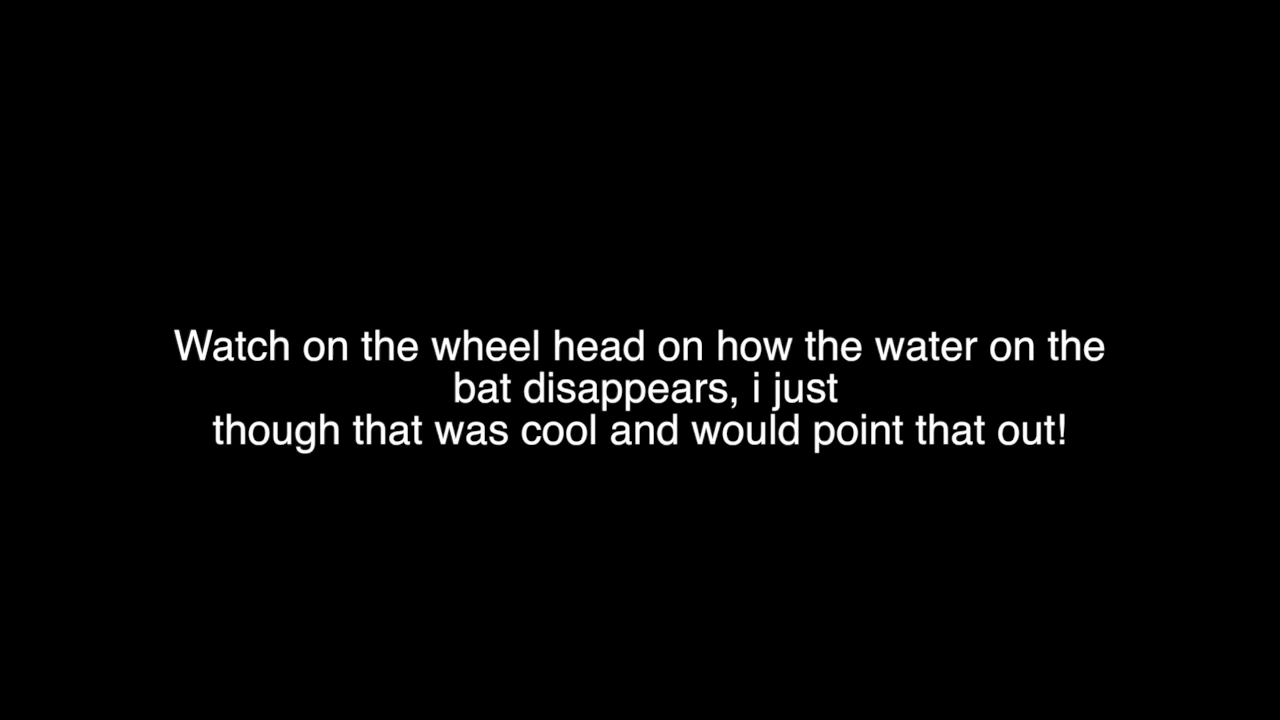 Watch on the wheel head on how the water on the
bat disappears, i just
though that was cool and would point that out!